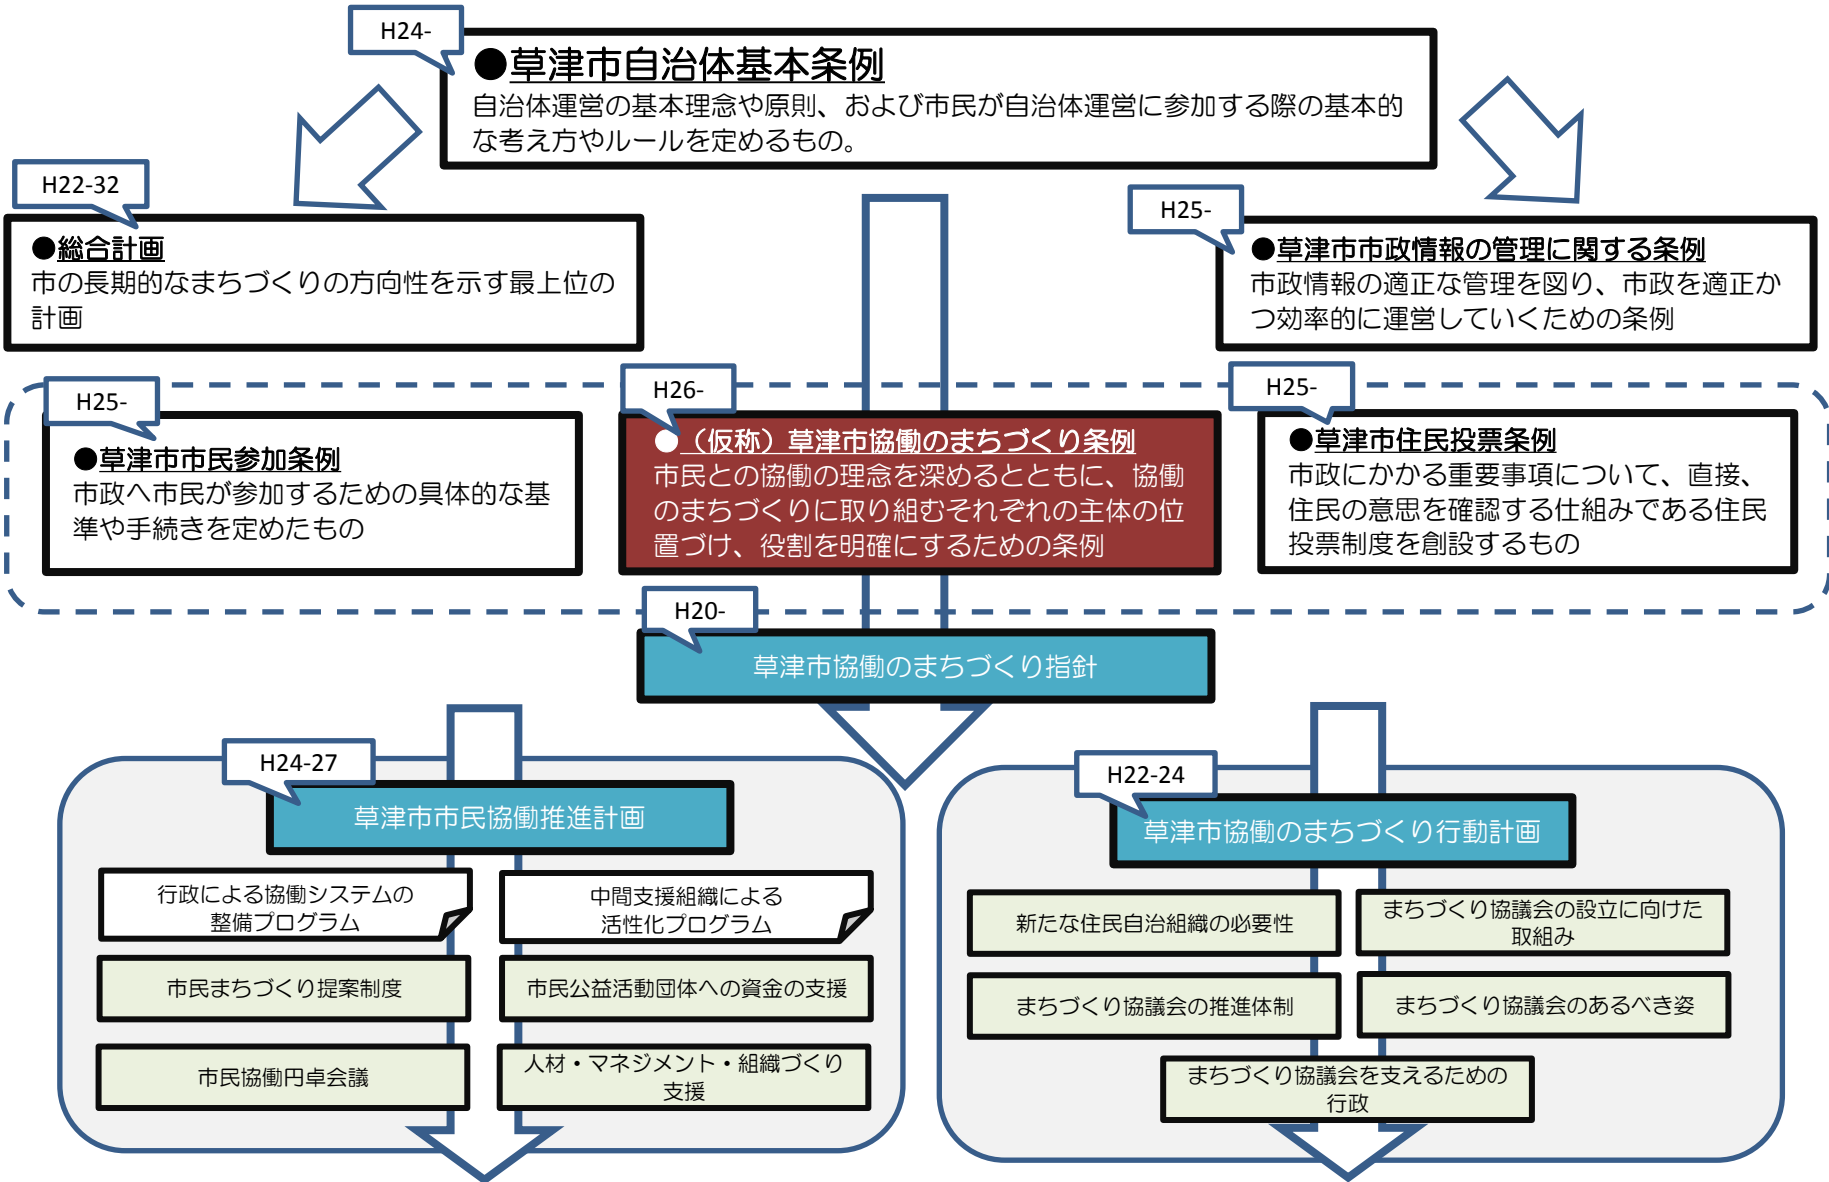 H24-
●草津市自治体基本条例
自治体運営の基本理念や原則、および市民が自治体運営に参加する際の基本的
な考え方やルールを定めるもの。
H22-32
●総合計画
市の長期的なまちづくりの方向性を示す最上位の
計画
H25-
●草津市市政情報の管理に関する条例
市政情報の適正な管理を図り、市政を適正か
つ効率的に運営していくための条例
H25-
●草津市市民参加条例
市政へ市民が参加するための具体的な基
準や手続きを定めたもの
H26-
●（仮称）草津市協働のまちづくり条例
市民との協働の理念を深めるとともに、協働
のまちづくりに取り組むそれぞれの主体の位
置づけ、役割を明確にするための条例
H25-
●草津市住民投票条例
市政にかかる重要事項について、直接、
住民の意思を確認する仕組みである住民
投票制度を創設するもの
H20-
草津市協働のまちづくり指針
H24-27
草津市市民協働推進計画
行政による協働システムの
整備プログラム
中間支援組織による
活性化プログラム
市民まちづくり提案制度
市民公益活動団体への資金の支援
市民協働円卓会議
人材・マネジメント・組織づくり
支援
H22-24
草津市協働のまちづくり行動計画
新たな住民自治組織の必要性
まちづくり協議会の設立に向けた
取組み
まちづくり協議会の推進体制
まちづくり協議会のあるべき姿
まちづくり協議会を支えるための
行政